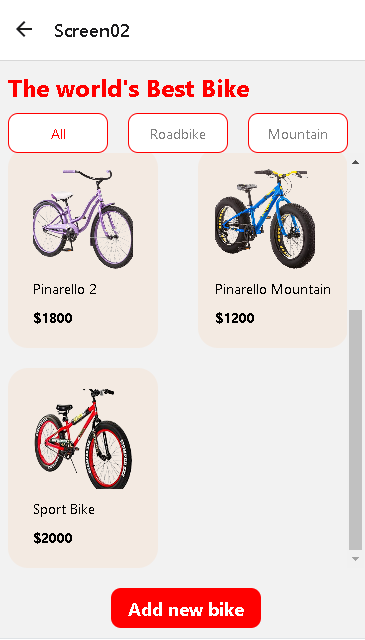 Screen02
The world's Best Bike
All
Roadbike
Mountain
Pinarello 2
Pinarello Mountain
$1800
$1200
Sport Bike
$2000
Add new bike